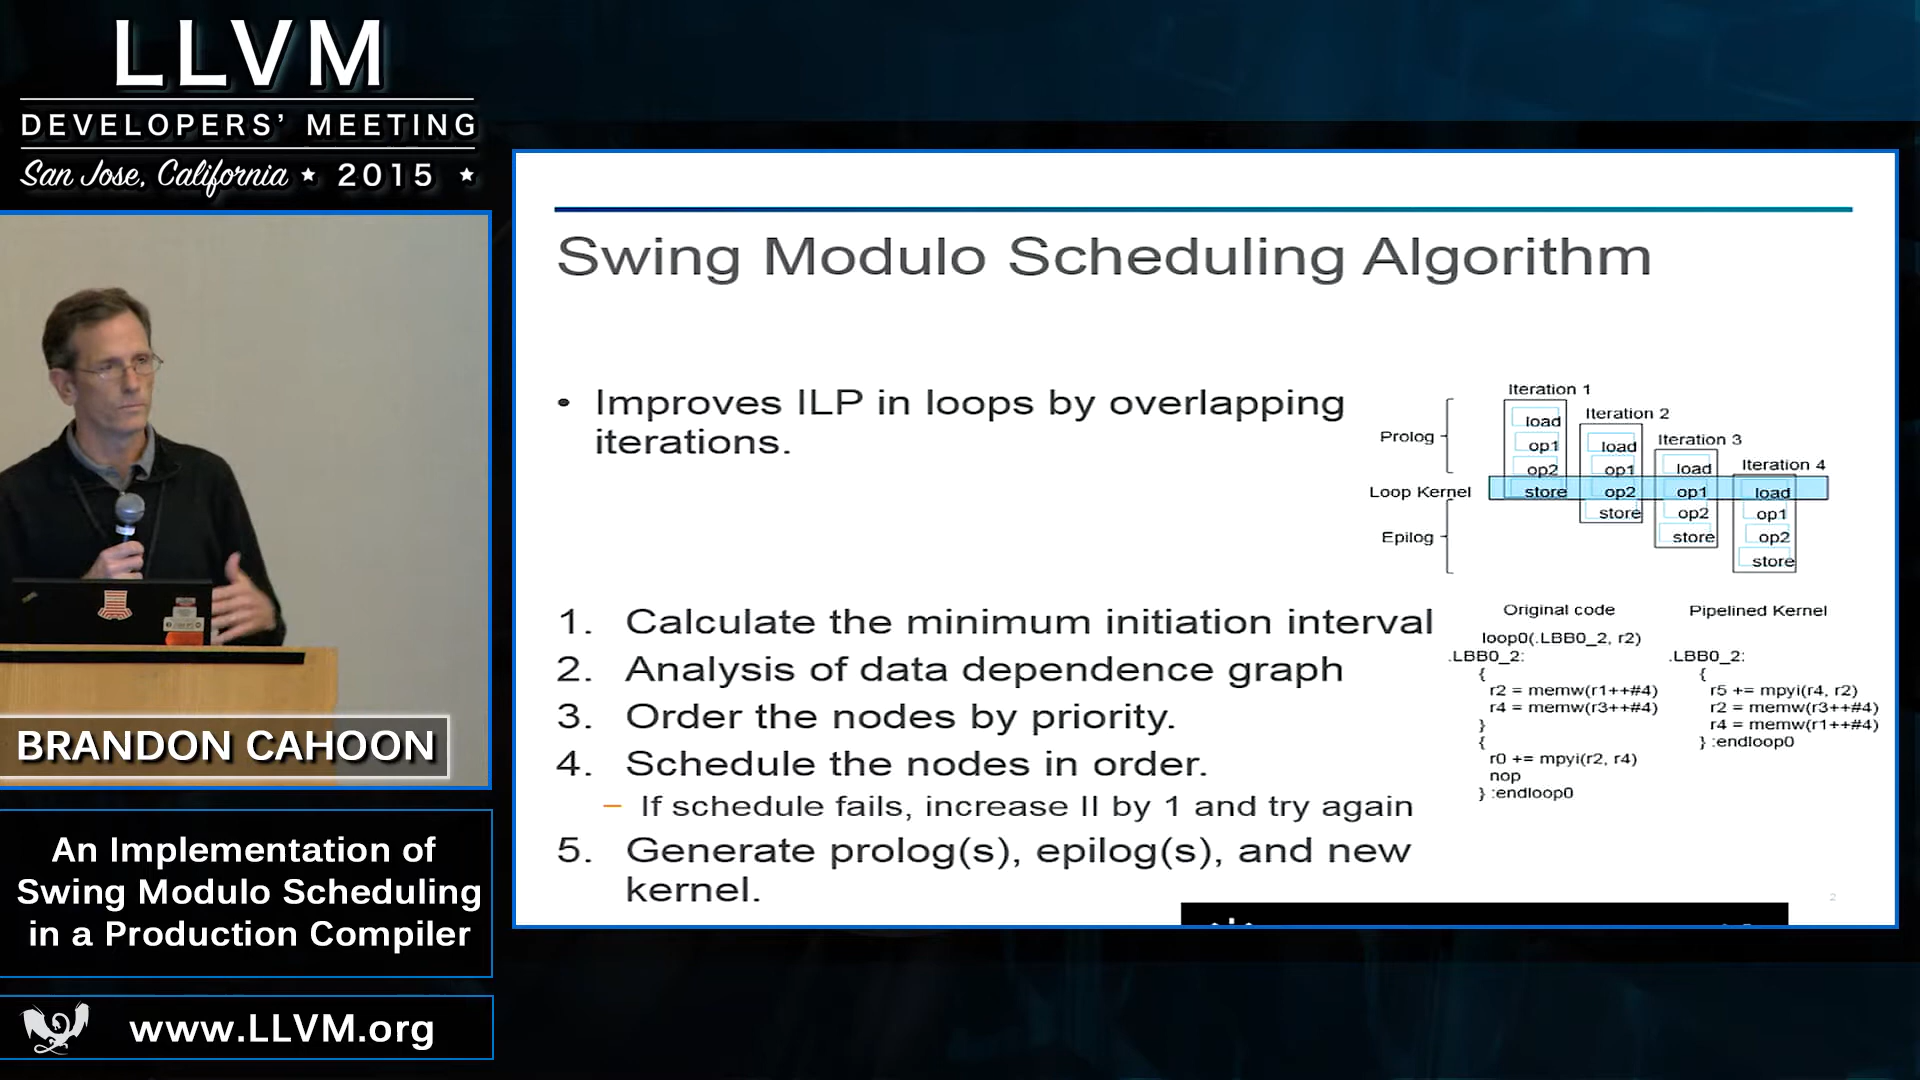 LLVM
DEVELOPERS' MEETING
San Jose, California ★ 2015 ★
BRANDON CAHOON
An Implementation of
Swing Modulo Scheduling
in a Production Compiler
www.LLVM.org
Swing Modulo Scheduling Algorithm
• Improves ILP in loops by overlapping
iterations.
Iteration 1
Iteration 2
Iteration 3
Iteration 4
Prolog
Loop Kernel
Epilog
load
op1 load
op2 op1 load
store op2 op1 load
store op2 op1
store op2
store
1. Calculate the minimum initiation interval
2. Analysis of data dependence graph
3. Order the nodes by priority.
4. Schedule the nodes in order.
– If schedule fails, increase II by 1 and try again
5. Generate prolog(s), epilog(s), and new
kernel.
Original code
loop0(.LBB0_2, r2)
.LBB0_2:
{
r2 = memw(r1++#4)
r4 = memw(r3++#4)
}
{
r0 += mpyi(r2, r4)
nop
} :endloop0
Pipelined Kernel
.LBB0_2:
{
r5 += mpyi(r4, r2)
r2 = memw(r3++#4)
r4 = memw(r1++#4)
} :endloop0
2